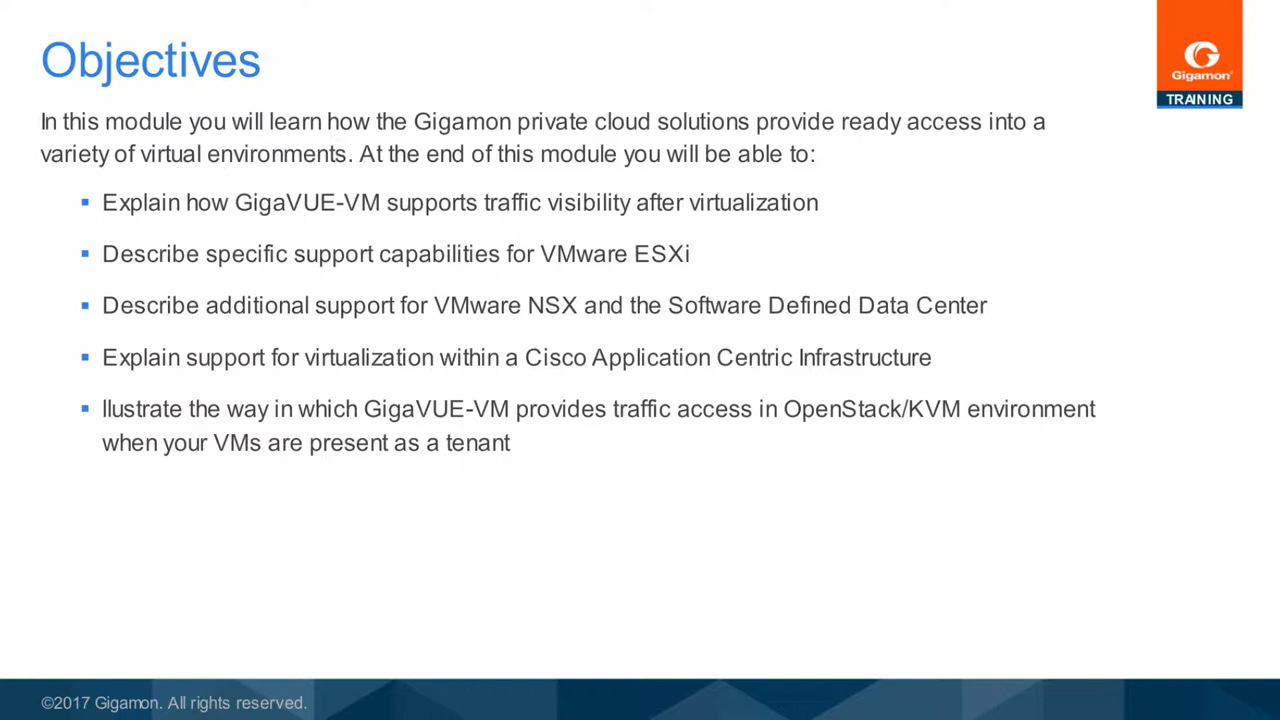 Objectives
Gigamon®
TRAINING
In this module you will learn how the Gigamon private cloud solutions provide ready access into a
variety of virtual environments. At the end of this module you will be able to:
▪ Explain how GigaVUE-VM supports traffic visibility after virtualization
▪ Describe specific support capabilities for VMware ESXi
▪ Describe additional support for VMware NSX and the Software Defined Data Center
▪ Explain support for virtualization within a Cisco Application Centric Infrastructure
▪ llustrate the way in which GigaVUE-VM provides traffic access in OpenStack/KVM environment
when your VMs are present as a tenant
©2017 Gigamon. All rights reserved.